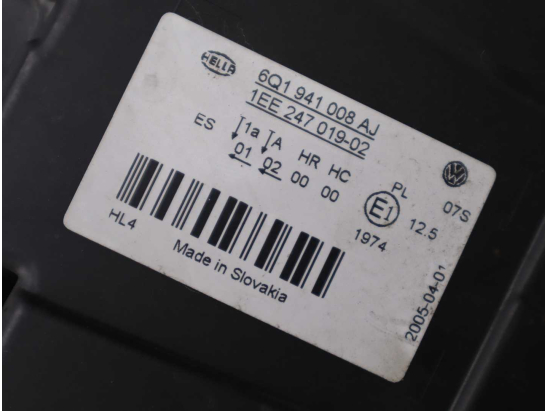 HELLA
6Q1 941 008 AJ
1EE 247 019-02
ES 1a A HR HC PL
01 02 00 00 E1 12.5 07S
1974
HL4
Made in Slovakia
2005-04-01